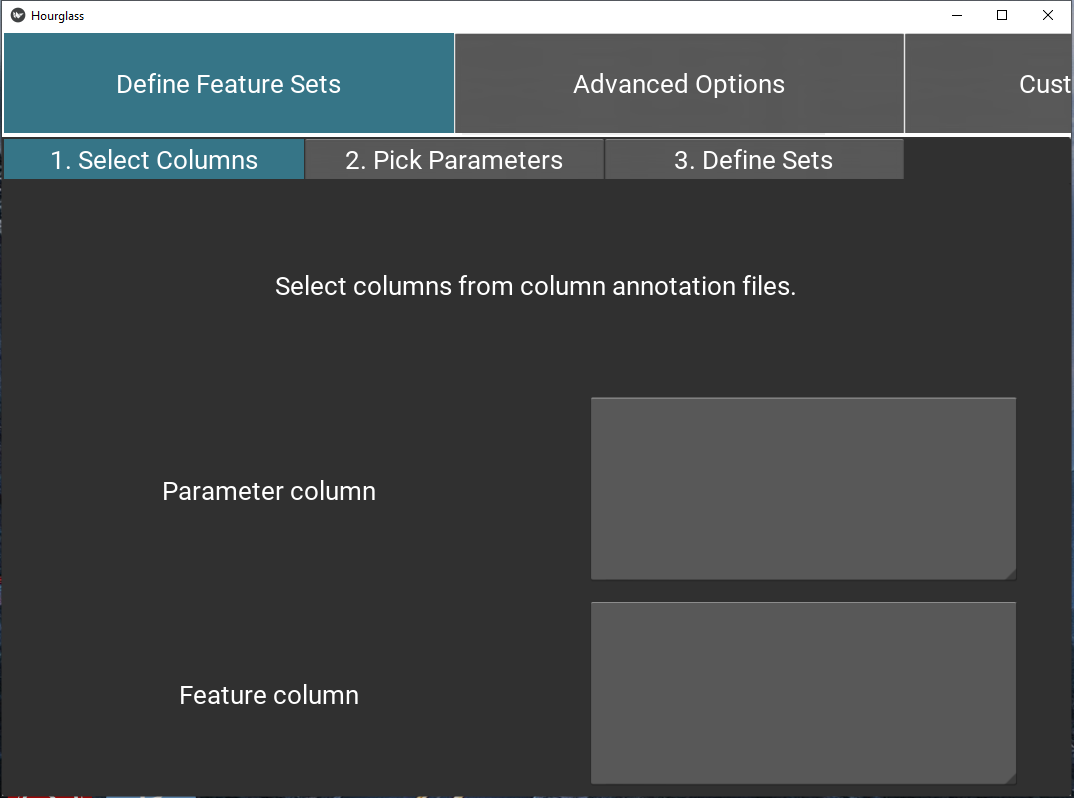 Hourglass
Define Feature Sets
Advanced Options
Cust
1. Select Columns
2. Pick Parameters
3. Define Sets
Select columns from column annotation files.
Parameter column
Feature column